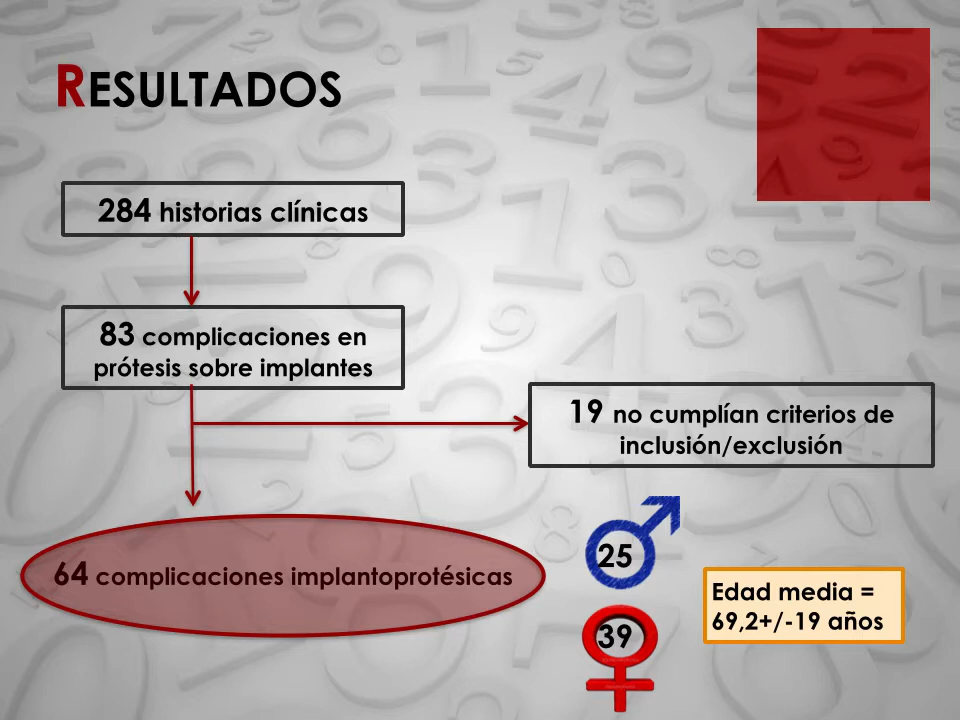 RESULTADOS
284 historias clínicas
83 complicaciones en
prótesis sobre implantes
19 no cumplían criterios de
inclusión/exclusión
64 complicaciones implantoprotésicas
25
39
Edad media =
69,2+/-19 años